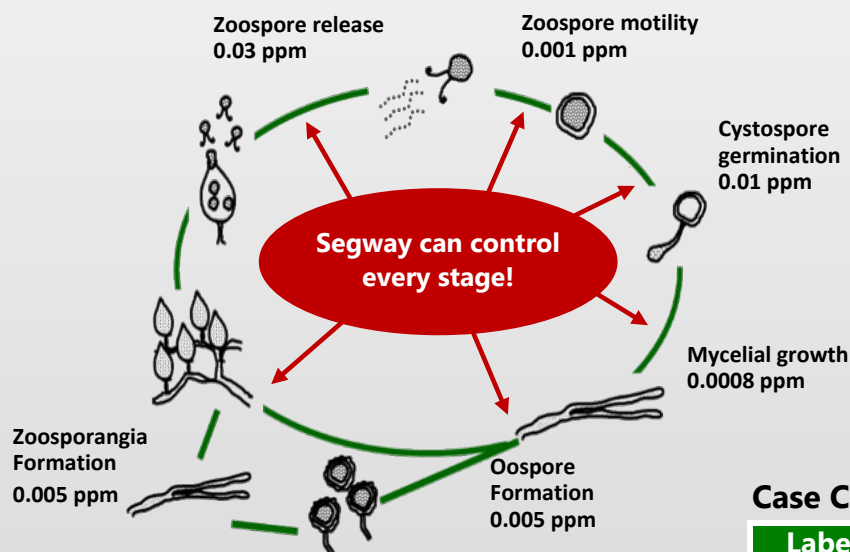 Zoospore release
0.03 ppm
Zoospore motility
0.001 ppm
Cystospore
germination
0.01 ppm
Segway can control
every stage!
Mycelial growth
0.0008 ppm
Zoosporangia
Formation
0.005 ppm
Oospore
Formation
0.005 ppm
Case C
Labe